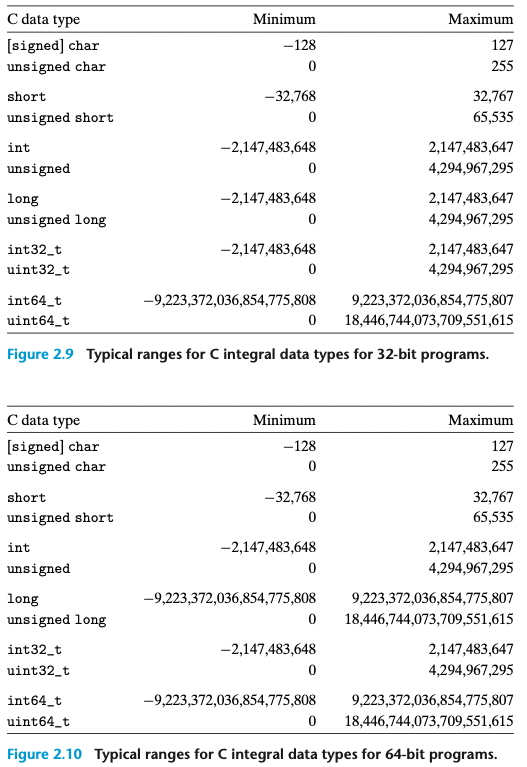 C data type Minimum Maximum
[signed] char −128 127
unsigned char 0 255
short −32,768 32,767
unsigned short 0 65,535
int −2,147,483,648 2,147,483,647
unsigned 0 4,294,967,295
long −2,147,483,648 2,147,483,647
unsigned long 0 4,294,967,295
int32_t −2,147,483,648 2,147,483,647
uint32_t 0 4,294,967,295
int64_t −9,223,372,036,854,775,808 9,223,372,036,854,775,807
uint64_t 0 18,446,744,073,709,551,615
Figure 2.9 Typical ranges for C integral data types for 32-bit programs.
C data type Minimum Maximum
[signed] char −128 127
unsigned char 0 255
short −32,768 32,767
unsigned short 0 65,535
int −2,147,483,648 2,147,483,647
unsigned 0 4,294,967,295
long −9,223,372,036,854,775,808 9,223,372,036,854,775,807
unsigned long 0 18,446,744,073,709,551,615
int32_t −2,147,483,648 2,147,483,647
uint32_t 0 4,294,967,295
int64_t −9,223,372,036,854,775,808 9,223,372,036,854,775,807
uint64_t 0 18,446,744,073,709,551,615
Figure 2.10 Typical ranges for C integral data types for 64-bit programs.